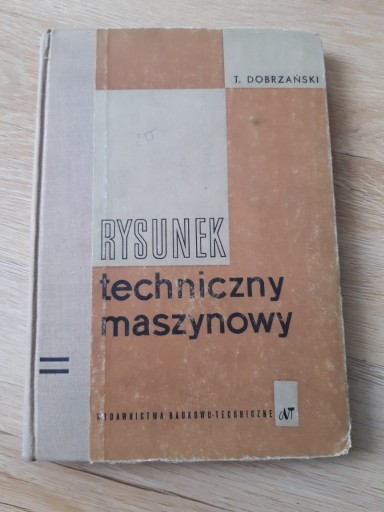 T. DOBRZAŃSKI
RYSUNEK
techniczny
maszynowy
WYDAWNICTWA NAUKOWO-TECHNICZNE